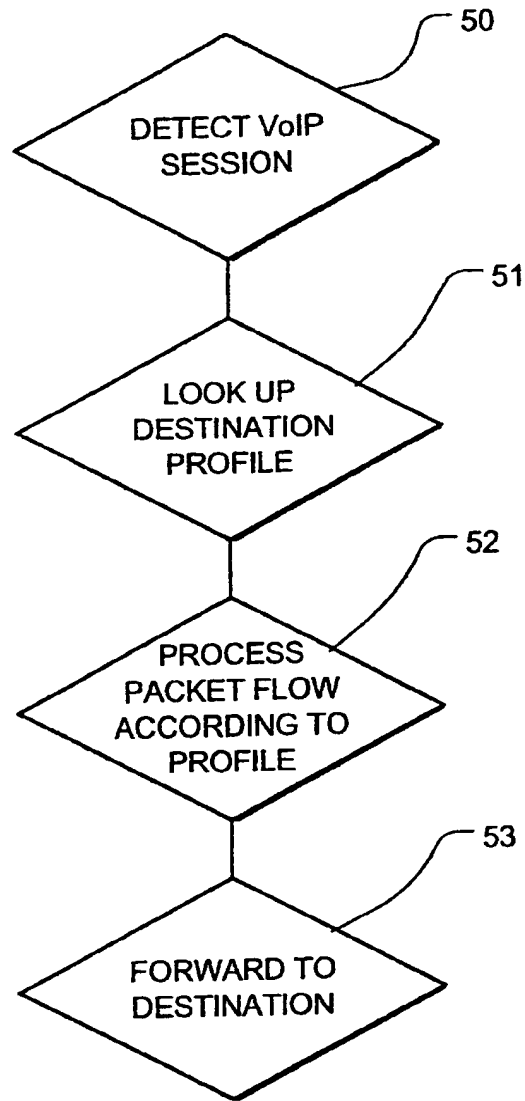 50
DETECT VoIP
SESSION
51
LOOK UP
DESTINATION
PROFILE
52
PROCESS
PACKET FLOW
ACCORDING TO
PROFILE
53
FORWARD TO
DESTINATION